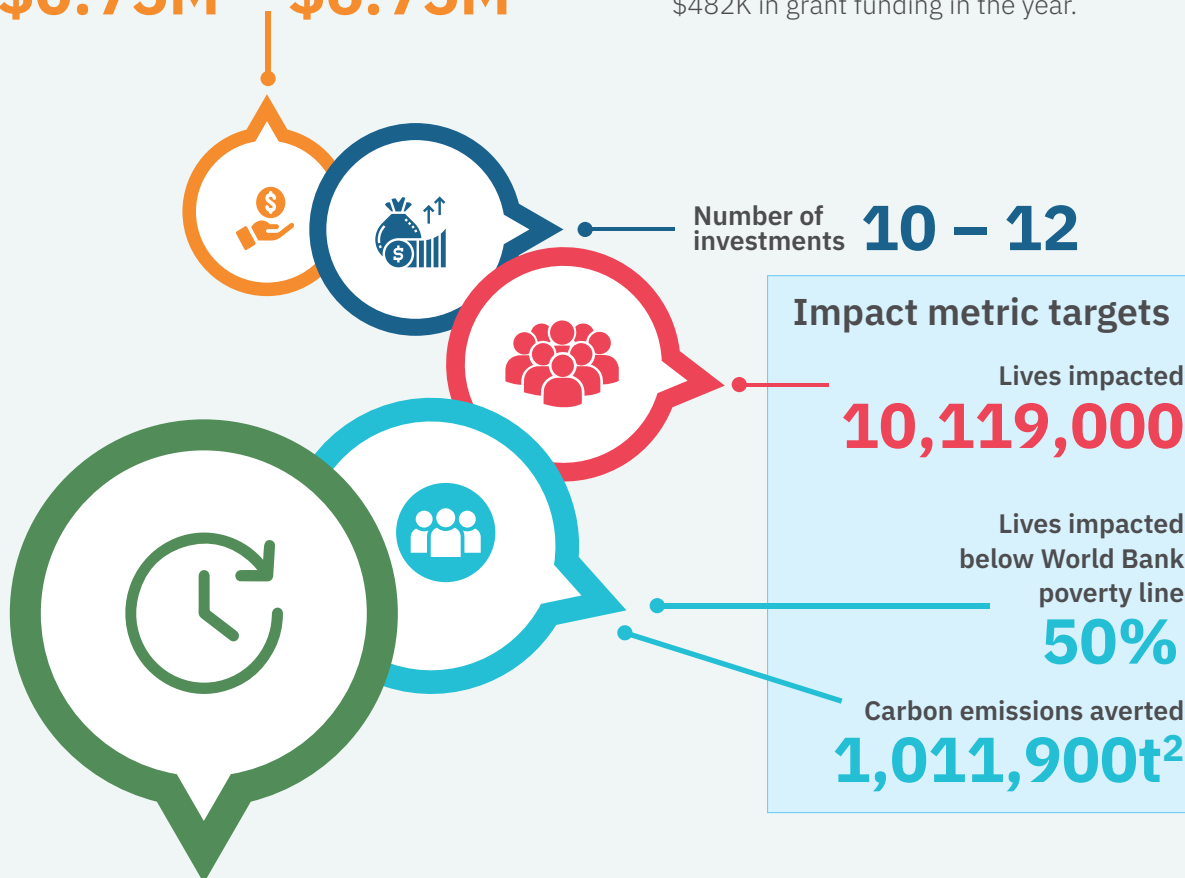 $482K in grant funding in the year.
Number of
investments
10 – 12
Impact metric targets
Lives impacted
10,119,000
Lives impacted
below World Bank
poverty line
50%
Carbon emissions averted
1,011,900t²